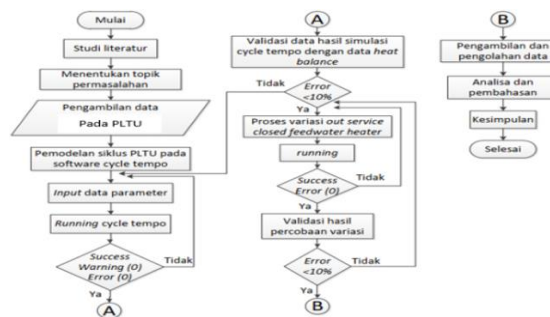 Mulai
Studi literatur
Menentukan topik
permasalahan
Pengambilan data
Pada PLTU
Pemodelan siklus PLTU pada
software cycle tempo
Input data parameter
Running cycle tempo
Success
Warning (0)
Error (0)
Tidak
Ya
A
A
Validasi data hasil simulasi
cycle tempo dengan data heat
balance
Tidak
Error
<10%
Ya
Proses variasi out service
closed feedwater heater
running
Success
Error (0)
Tidak
Ya
Validasi hasil
percobaan variasi
Error
<10%
Tidak
Ya
B
B
Pengambilan dan
pengolahan data
Analisa dan
pembahasan
Kesimpulan
Selesai